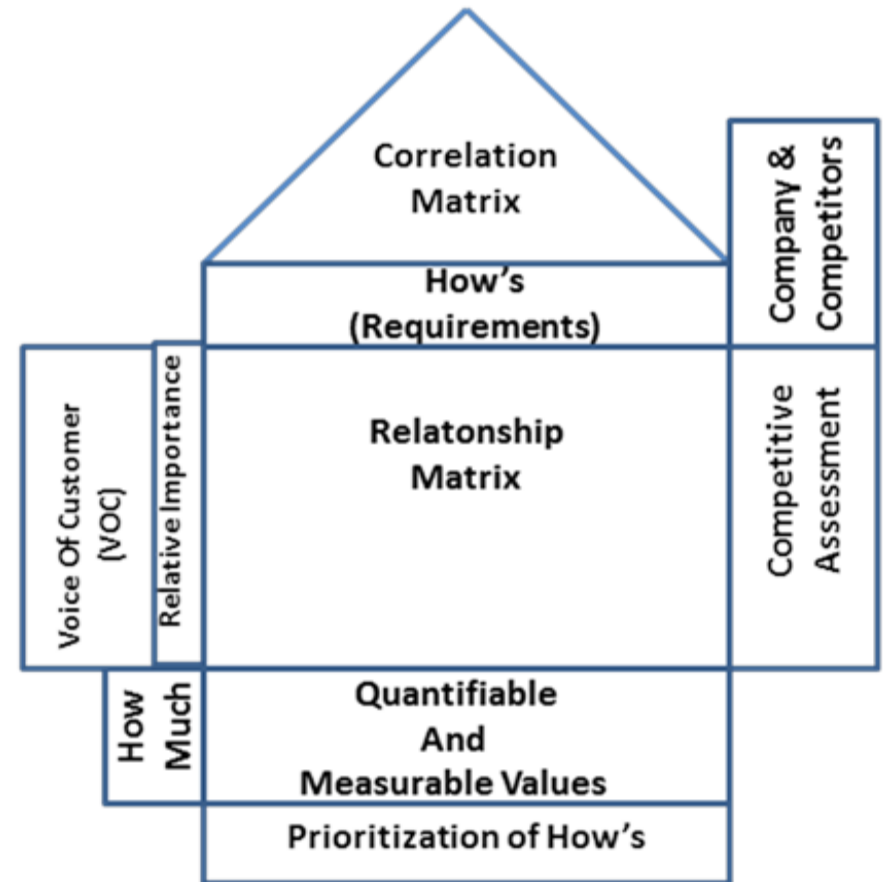 Correlation
Matrix
Company &
Competitors
How's
(Requirements)
Voice Of Customer
(VOC)
Relative Importance
Relatonship
Matrix
Competitive
Assessment
How
Much
Quantifiable
And
Measurable Values
Prioritization of How's